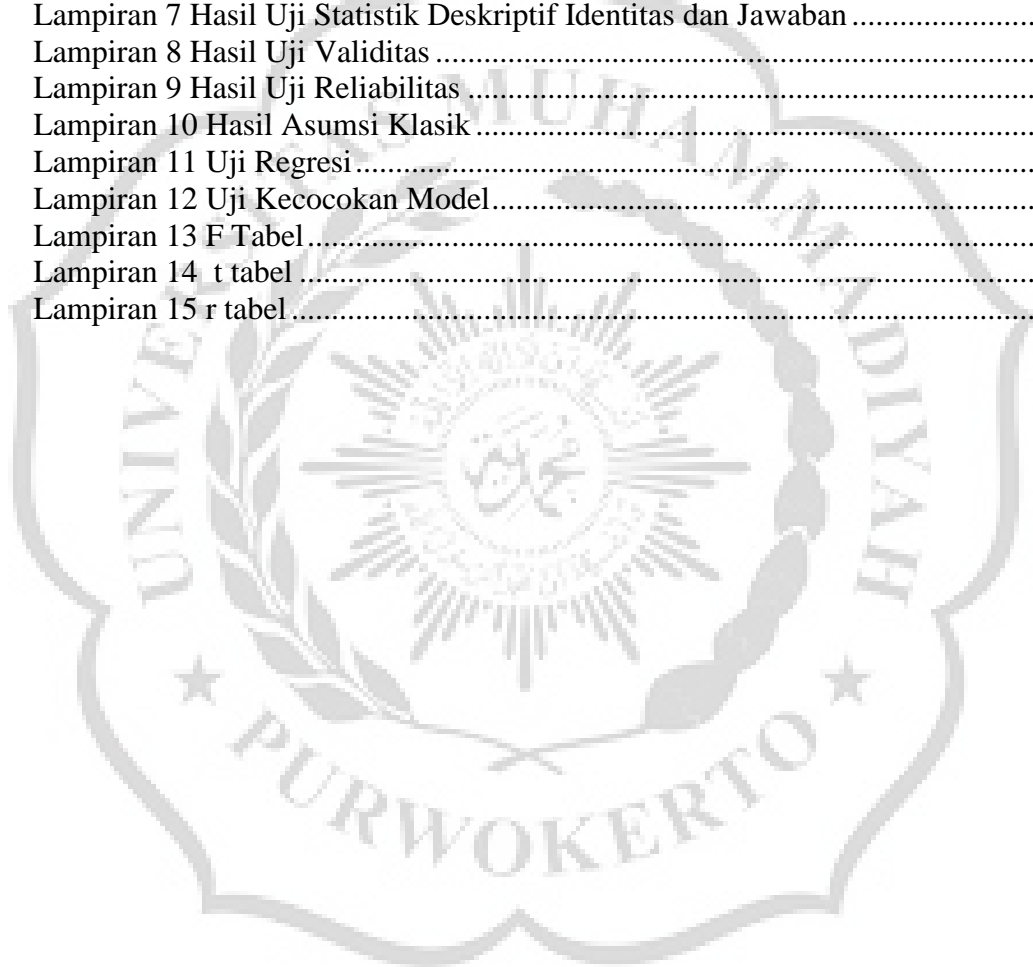 Lampiran 7 Hasil Uji Statistik Deskriptif Identitas dan Jawaban ........................
Lampiran 8 Hasil Uji Validitas ........................
Lampiran 9 Hasil Uji Reliabilitas ........................
Lampiran 10 Hasil Asumsi Klasik ........................
Lampiran 11 Uji Regresi ........................
Lampiran 12 Uji Kecocokan Model ........................
Lampiran 13 F Tabel ........................
Lampiran 14 t tabel ........................
Lampiran 15 r tabel ........................
UNIVERSITAS MUHAMMADIYAH
PURWOKERTO